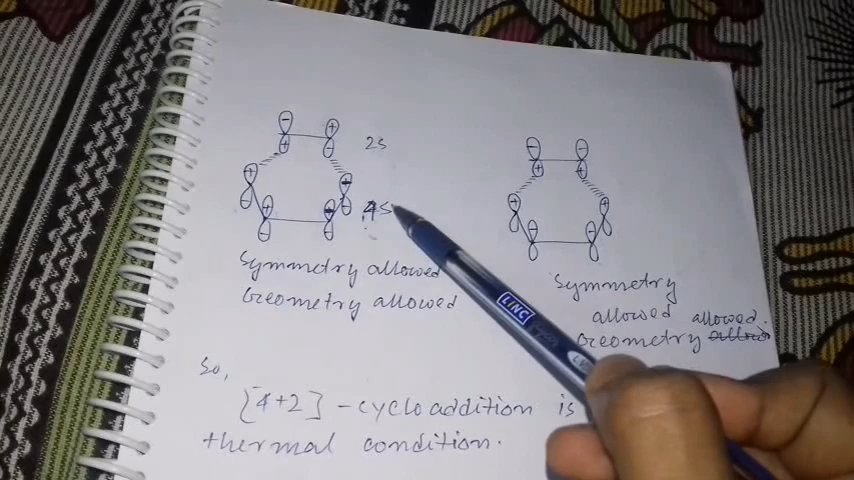 2s
4s
Symmetry allowed
Geometry allowed
Symmetry
allowed allowed.
Geometry
So,
[4+2] - cycloaddition is
thermal condition.
LINC